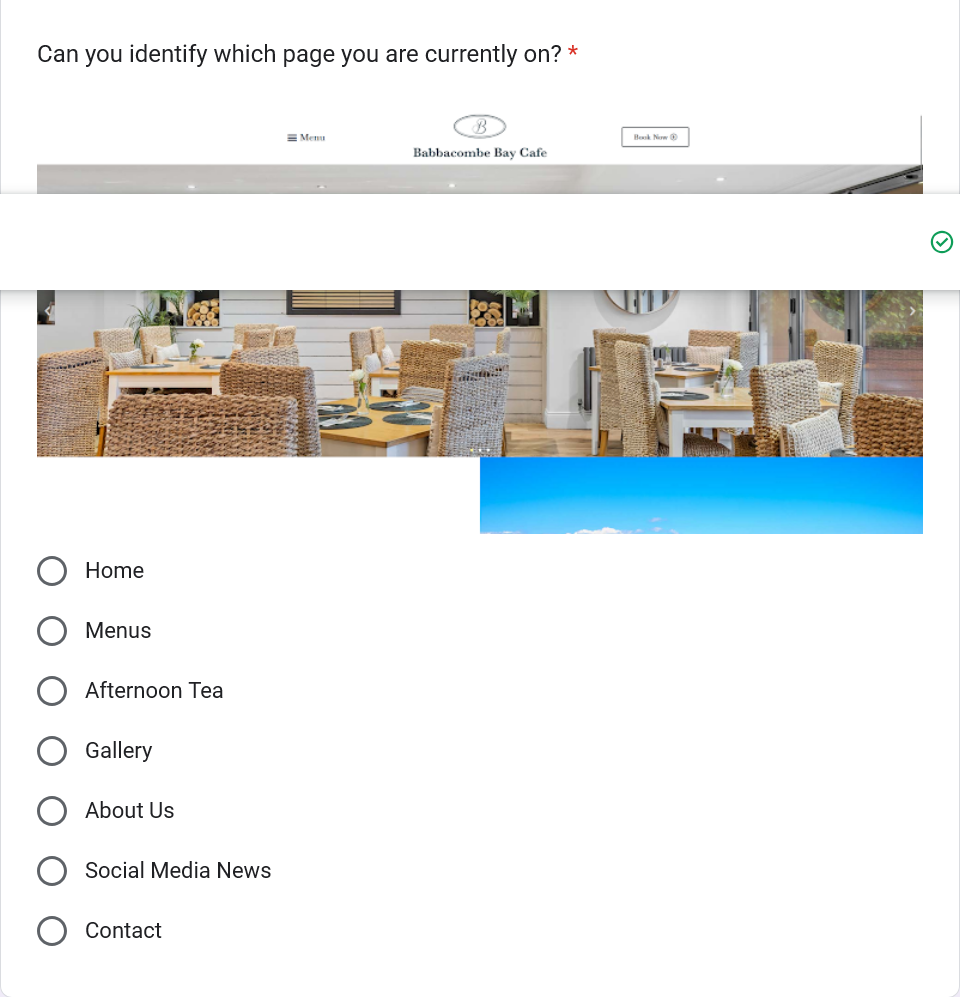 Can you identify which page you are currently on? *
Menu
B
Babbacombe Bay Cafe
Book Now
Home
Menus
Afternoon Tea
Gallery
About Us
Social Media News
Contact